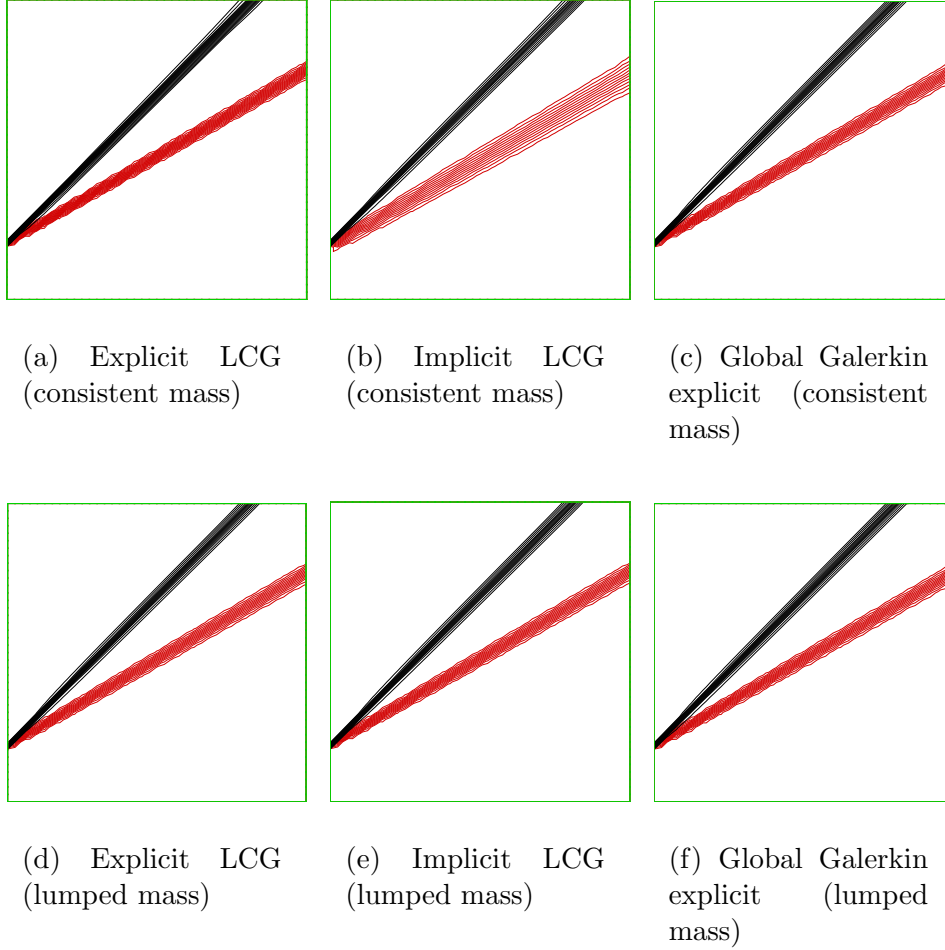 (a) Explicit LCG
(consistent mass)
(b) Implicit LCG
(consistent mass)
(c) Global Galerkin
explicit (consistent
mass)
(d) Explicit LCG
(lumped mass)
(e) Implicit LCG
(lumped mass)
(f) Global Galerkin
explicit (lumped
mass)